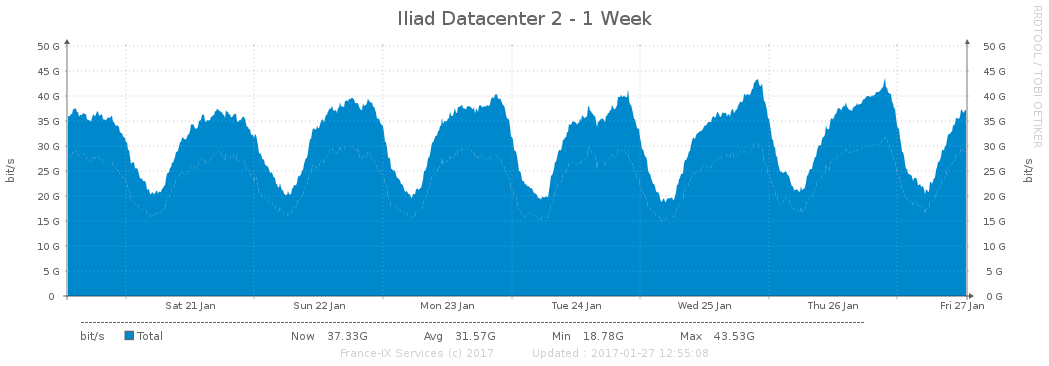 Iliad Datacenter 2 - 1 Week
RRDTOOL / TOBI OETIKER
50 G 50 G
45 G 45 G
40 G 40 G
35 G 35 G
30 G 30 G
25 G 25 G
20 G 20 G
15 G 15 G
10 G 10 G
5 G 5 G
0 0 G
bit/s bit/s
Sat 21 Jan Sun 22 Jan Mon 23 Jan Tue 24 Jan Wed 25 Jan Thu 26 Jan Fri 27 Jan
bit/s Total Now 37.33G Avg 31.57G Min 18.78G Max 43.53G
France-IX Services (c) 2017 Updated : 2017-01-27 12:55:08